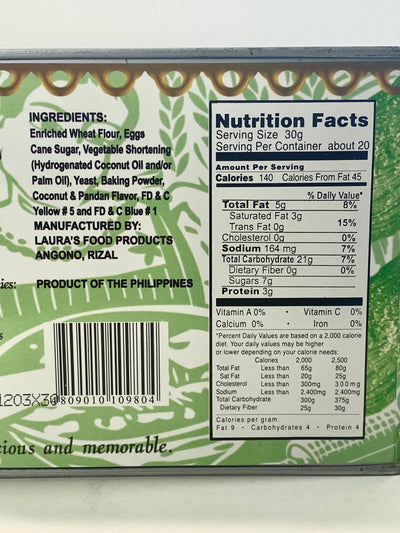 INGREDIENTS:
Enriched Wheat Flour, Eggs
Cane Sugar, Vegetable Shortening
(Hydrogenated Coconut Oil and/or
Palm Oil), Yeast, Baking Powder,
Coconut & Pandan Flavor, FD & C
Yellow # 5 and FD & C Blue # 1
MANUFACTURED BY:
LAURA'S FOOD PRODUCTS
ANGONO, RIZAL
PRODUCT OF THE PHILIPPINES
1203X3
809010 109804
cious and memorable.
Nutrition Facts
Serving Size 30g
Serving Per Container about 20
Amount Per Serving
Calories 140 Calories From Fat 45
% Daily Value*
Total Fat 5g 8%
Saturated Fat 3g
Trans Fat 0g 15%
Cholesterol 0g 0%
Sodium 164 mg 7%
Total Carbohydrate 21g 7%
Dietary Fiber 0g 0%
Sugars 7g
Protein 3g
Vitamin A 0% • Vitamin C 0%
Calcium 0% • Iron 0%
*Percent Daily Values are based on a 2,000 calorie
diet. Your daily values may be higher
or lower depending on your calorie needs:
Calories 2,000 2,500
Total Fat Less than 65g 80g
Sat Fat Less than 20g 25g
Cholesterol Less than 300mg 300mg
Sodium Less than 2,400mg 2,400mg
Total Carbohydrate 300g 375g
Dietary Fiber 25g 30g
Calories per gram:
Fat 9 • Carbohydrates 4 • Protein 4